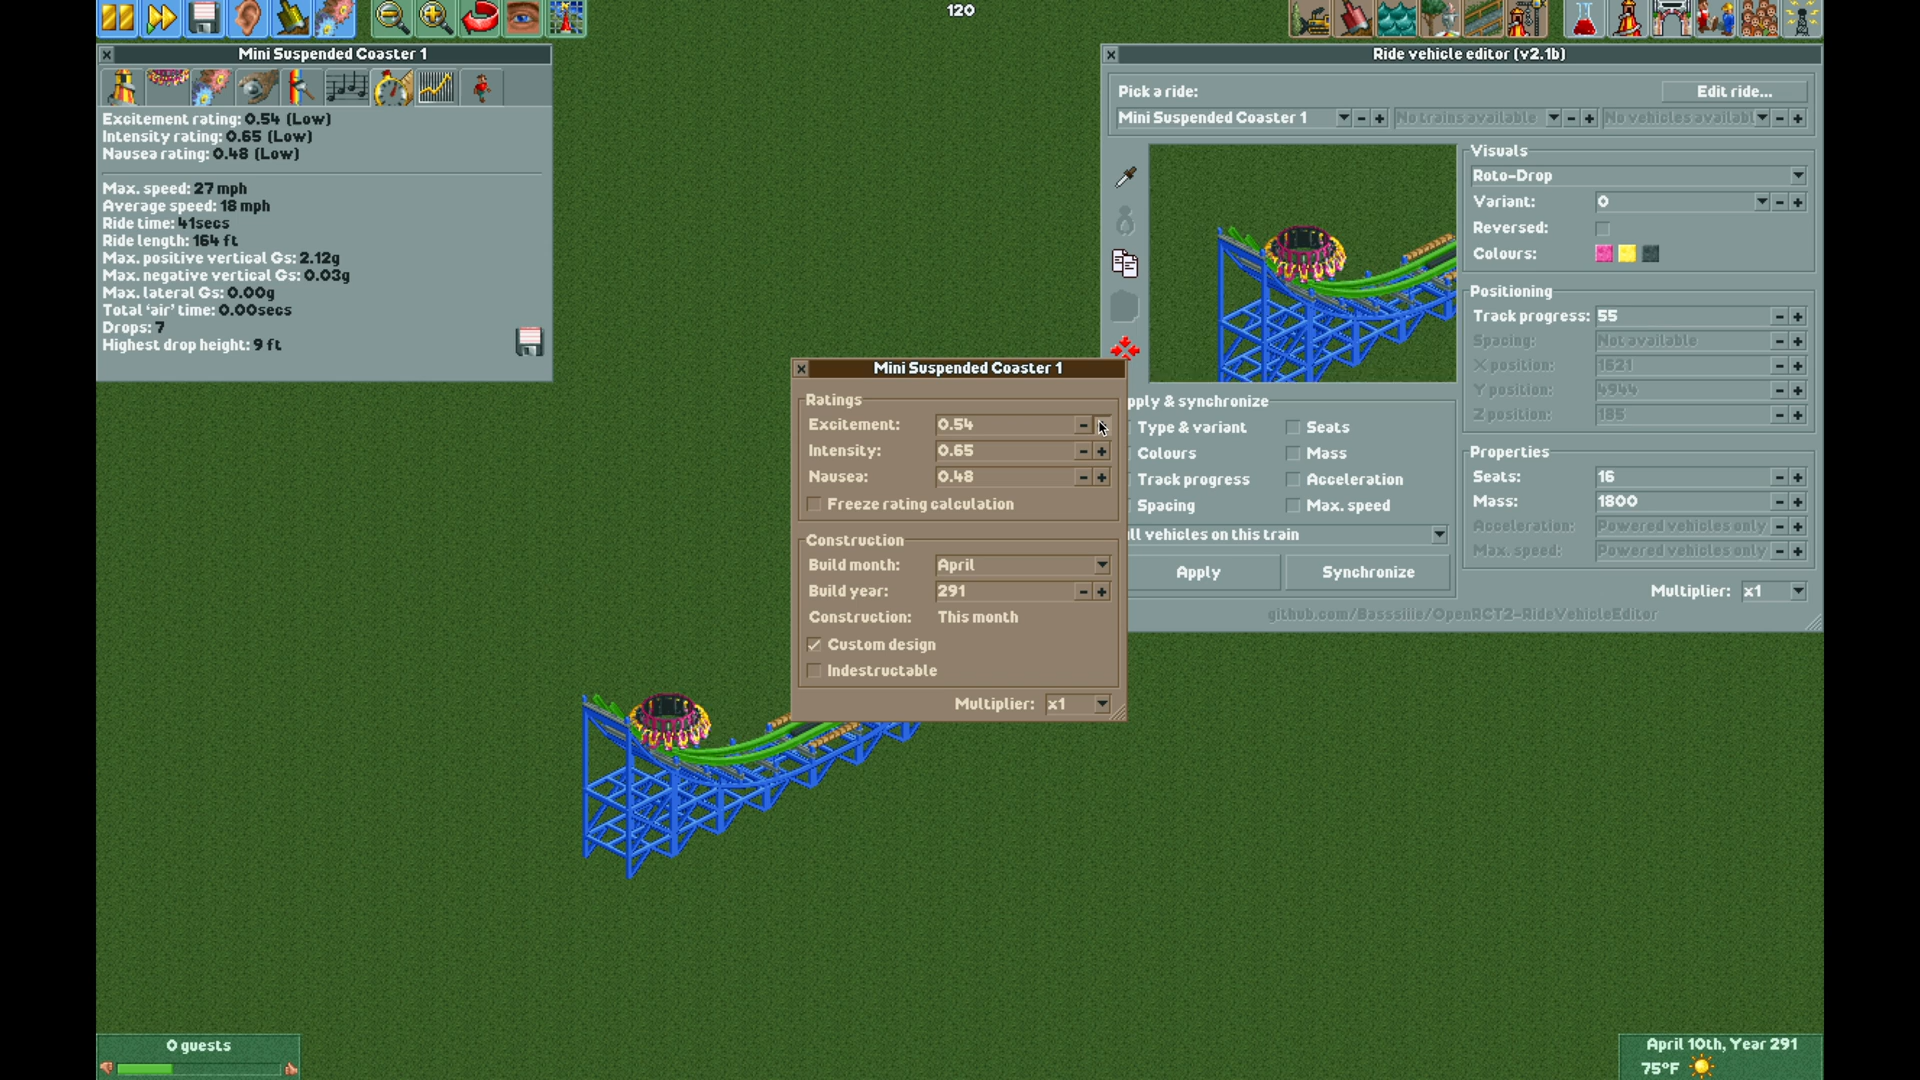 120
Mini Suspended Coaster 1
Excitement rating: 0.54 (Low)
Intensity rating: 0.65 (Low)
Nausea rating: 0.48 (Low)
Max. speed: 27 mph
Average speed: 18 mph
Ride time: 41secs
Ride length: 164 ft
Max. positive vertical Gs: 2.12g
Max. negative vertical Gs: 0.03g
Max. lateral Gs: 0.00g
Total 'air' time: 0.00secs
Drops: 7
Highest drop height: 9 ft
Mini Suspended Coaster 1
Ratings
Excitement: 0.54 - 
Intensity: 0.65 - +
Nausea: 0.48 - +
Freeze rating calculation
Construction
Build month: April
Build year: 291 - +
Construction: This month
Custom design
Indestructable
Multiplier: x1
Ride vehicle editor (v2.1b)
Pick a ride:
Edit ride...
Mini Suspended Coaster 1 - + No trains available - + No vehicles availabl - +
Visuals
Roto-Drop
Variant: 0 - +
Reversed:
Colours:
Positioning
Track progress: 55 - +
Spacing: Not available - +
X position: 1621 - +
Y position: 4944 - +
Z position: 185 - +
pply & synchronize
Type & variant Seats
Colours Mass
Track progress Acceleration
Spacing Max. speed
ll vehicles on this train
Apply Synchronize
Properties
Seats: 16 - +
Mass: 1800 - +
Acceleration: Powered vehicles only - +
Max. speed: Powered vehicles only - +
Multiplier: x1
github.com/Basssiiie/OpenRCT2-RideVehicleEditor
0 guests
April 10th, Year 291
75°F